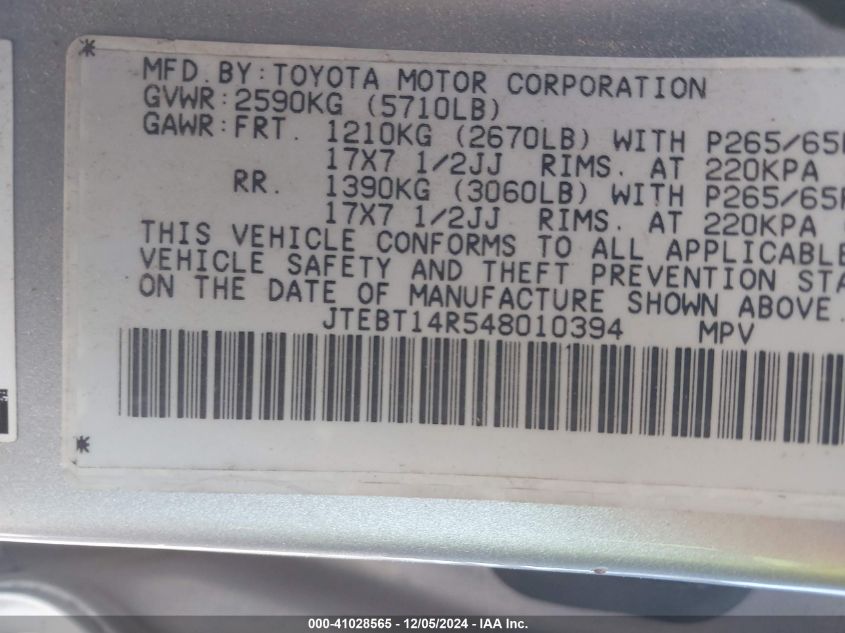 MFD. BY: TOYOTA MOTOR CORPORATION
GVWR: 2590KG (5710LB)
GAWR: FRT. 1210KG (2670LB) WITH P265/65
17X7 1/2JJ RIMS. AT 220KPA
RR. 1390KG (3060LB) WITH P265/65
17X7 1/2JJ RIMS. AT 220KPA
THIS VEHICLE CONFORMS TO ALL APPLICABLE
VEHICLE SAFETY AND THEFT PREVENTION STA
ON THE DATE OF MANUFACTURE SHOWN ABOVE.
JTEBT14R548010394 MPV
000-41028565 - 12/05/2024 - IAA Inc.